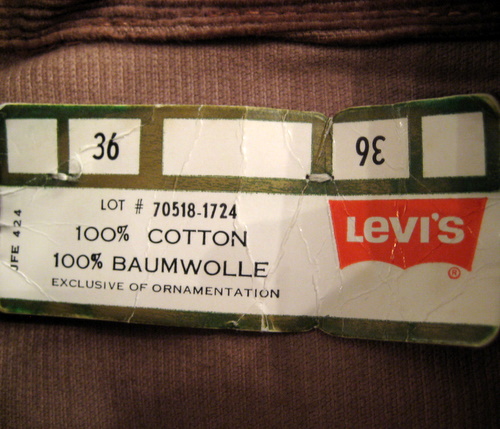 36
36
LOT # 70518-1724
100% COTTON
100% BAUMWOLLE
EXCLUSIVE OF ORNAMENTATION
JFE 424
LEVI'S
®